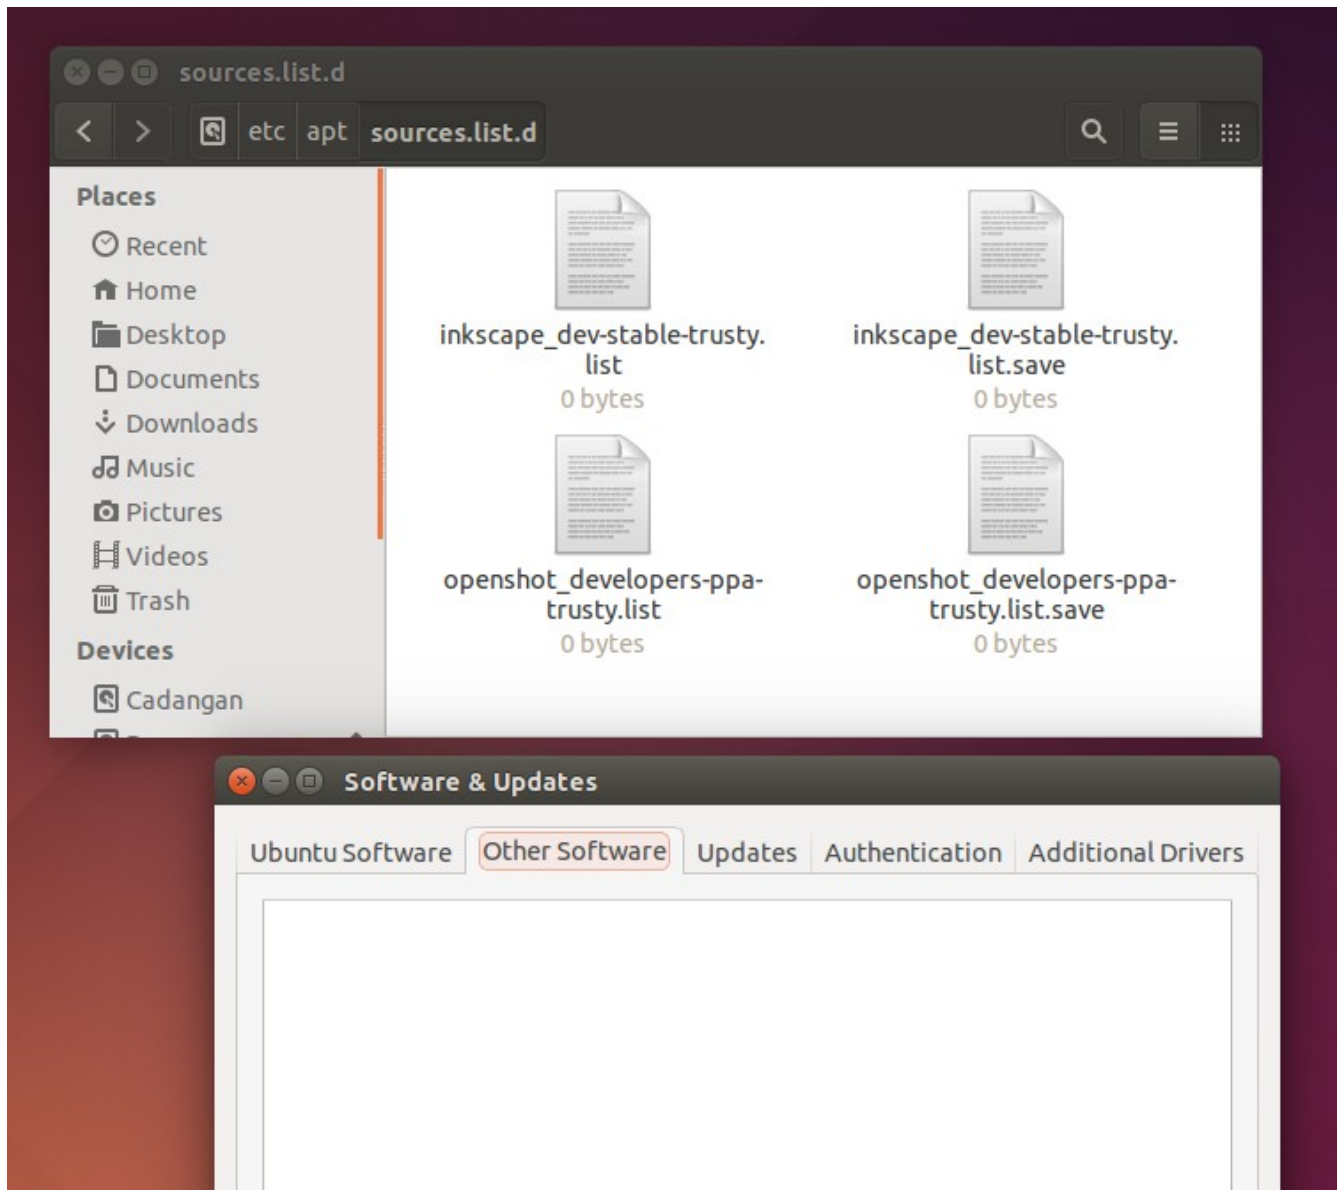 sources.list.d
etc apt sources.list.d
Places
Recent
Home
Desktop
Documents
Downloads
Music
Pictures
Videos
Trash
Devices
Cadangan
inkscape_dev-stable-trusty.
list
0 bytes
inkscape_dev-stable-trusty.
list.save
0 bytes
openshot_developers-ppa-
trusty.list
0 bytes
openshot_developers-ppa-
trusty.list.save
0 bytes
Software & Updates
Ubuntu Software Other Software Updates Authentication Additional Drivers